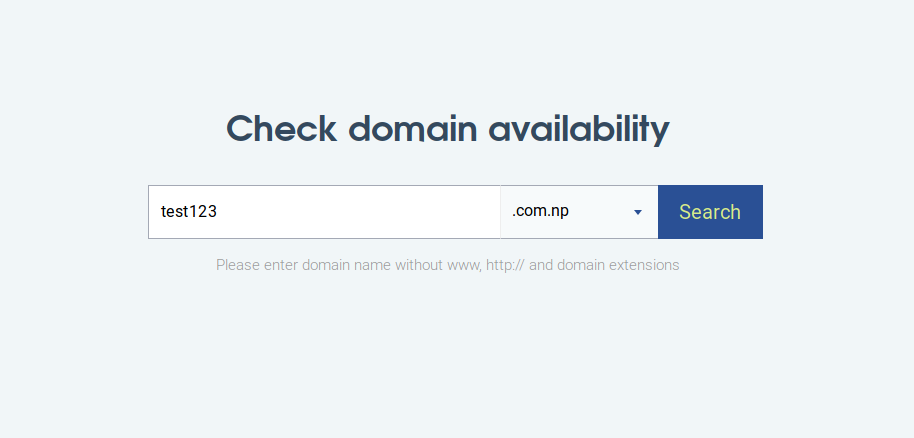 Check domain availability
test123 .com.np Search
Please enter domain name without www, http:// and domain extensions